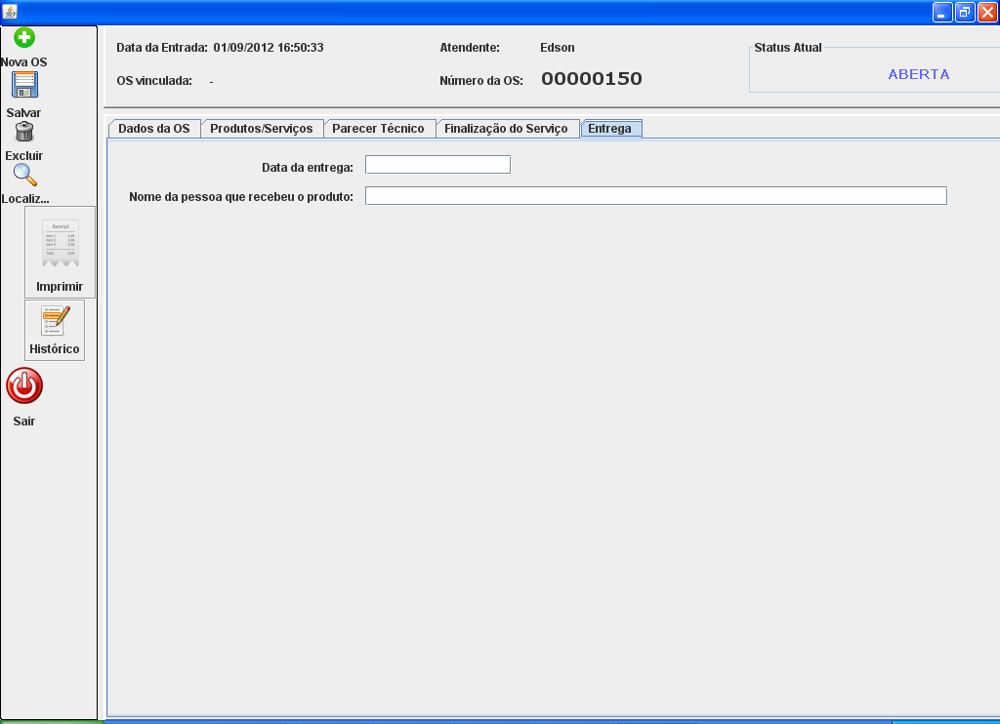 Nova OS
Salvar
Excluir
Localiz...
Receipt
Imprimir
Histórico
Sair
Data da Entrada: 01/09/2012 16:50:33
Atendente: Edson
Status Atual
ABERTA
OS vinculada: -
Número da OS: 00000150
Dados da OS
Produtos/Serviços
Parecer Técnico
Finalização do Serviço
Entrega
Data da entrega:
Nome da pessoa que recebeu o produto: